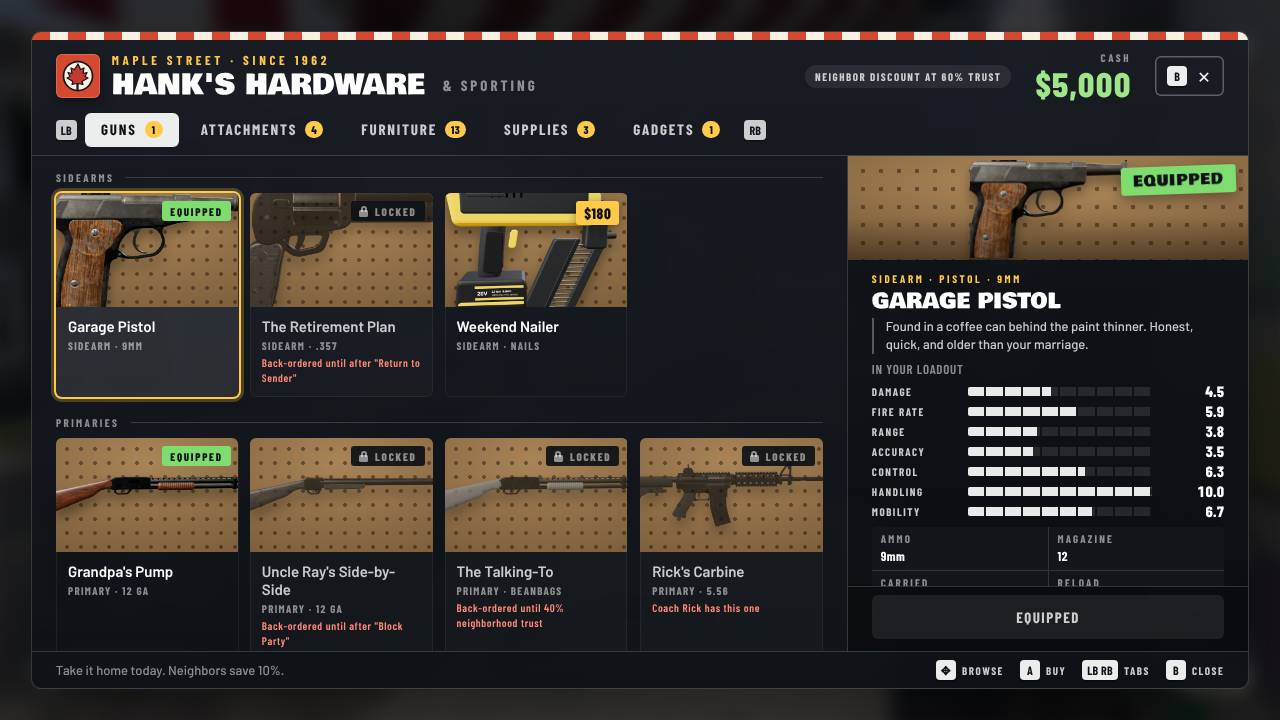 MAPLE STREET · SINCE 1962
HANK'S HARDWARE & SPORTING
NEIGHBOR DISCOUNT AT 60% TRUST
CASH
$5,000
B ×
LB GUNS 1 ATTACHMENTS 4 FURNITURE 13 SUPPLIES 3 GADGETS 1 RB
SIDEARMS
EQUIPPED
Garage Pistol
SIDEARM · 9MM
LOCKED
The Retirement Plan
SIDEARM · .357
Back-ordered until after "Return to
Sender"
$180
20V
Weekend Nailer
SIDEARM · NAILS
PRIMARIES
EQUIPPED
Grandpa's Pump
PRIMARY · 12 GA
LOCKED
Uncle Ray's Side-by-
Side
PRIMARY · 12 GA
Back-ordered until after "Block
Party"
LOCKED
The Talking-To
PRIMARY · BEANBAGS
Back-ordered until 40%
neighborhood trust
LOCKED
Rick's Carbine
PRIMARY · 5.56
Coach Rick has this one
EQUIPPED
SIDEARM · PISTOL · 9MM
GARAGE PISTOL
Found in a coffee can behind the paint thinner. Honest,
quick, and older than your marriage.
IN YOUR LOADOUT
DAMAGE 4.5
FIRE RATE 5.9
RANGE 3.8
ACCURACY 3.5
CONTROL 6.3
HANDLING 10.0
MOBILITY 6.7
AMMO
9mm
MAGAZINE
12
CARRIED
RELOAD
EQUIPPED
Take it home today. Neighbors save 10%.
BROWSE A BUY LB RB TABS B CLOSE